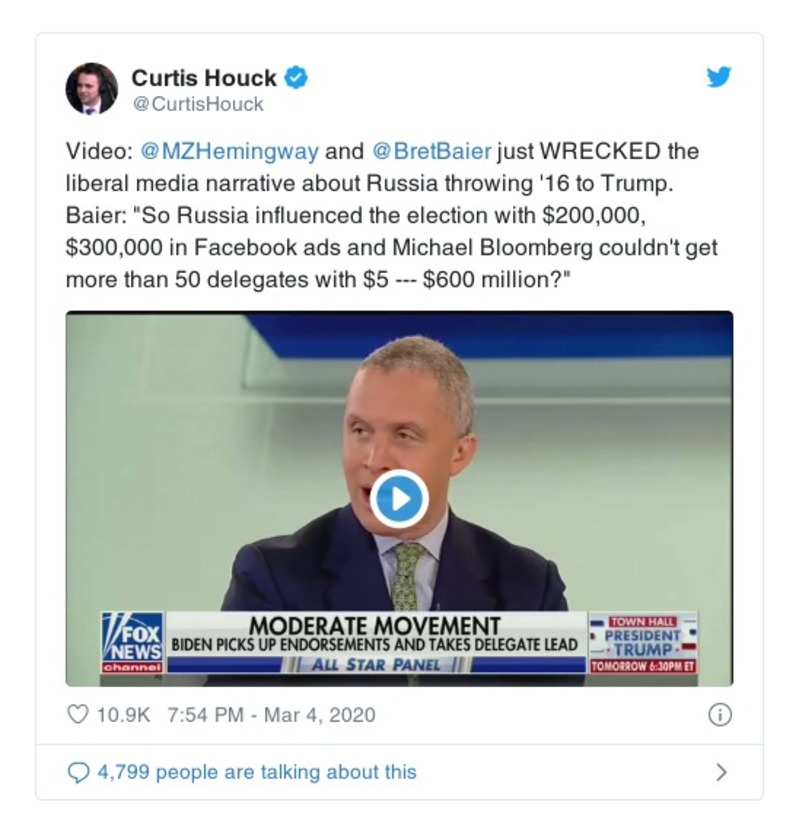 Curtis Houck
@CurtisHouck
Video: @MZHemingway and @BretBaier just WRECKED the
liberal media narrative about Russia throwing '16 to Trump.
Baier: "So Russia influenced the election with $200,000,
$300,000 in Facebook ads and Michael Bloomberg couldn't get
more than 50 delegates with $5 --- $600 million?"
FOX
NEWS
channel
MODERATE MOVEMENT
BIDEN PICKS UP ENDORSEMENTS AND TAKES DELEGATE LEAD
ALL STAR PANEL
TOWN HALL
PRESIDENT
TRUMP
TOMORROW 6:30PM ET
10.9K 7:54 PM - Mar 4, 2020
4,799 people are talking about this